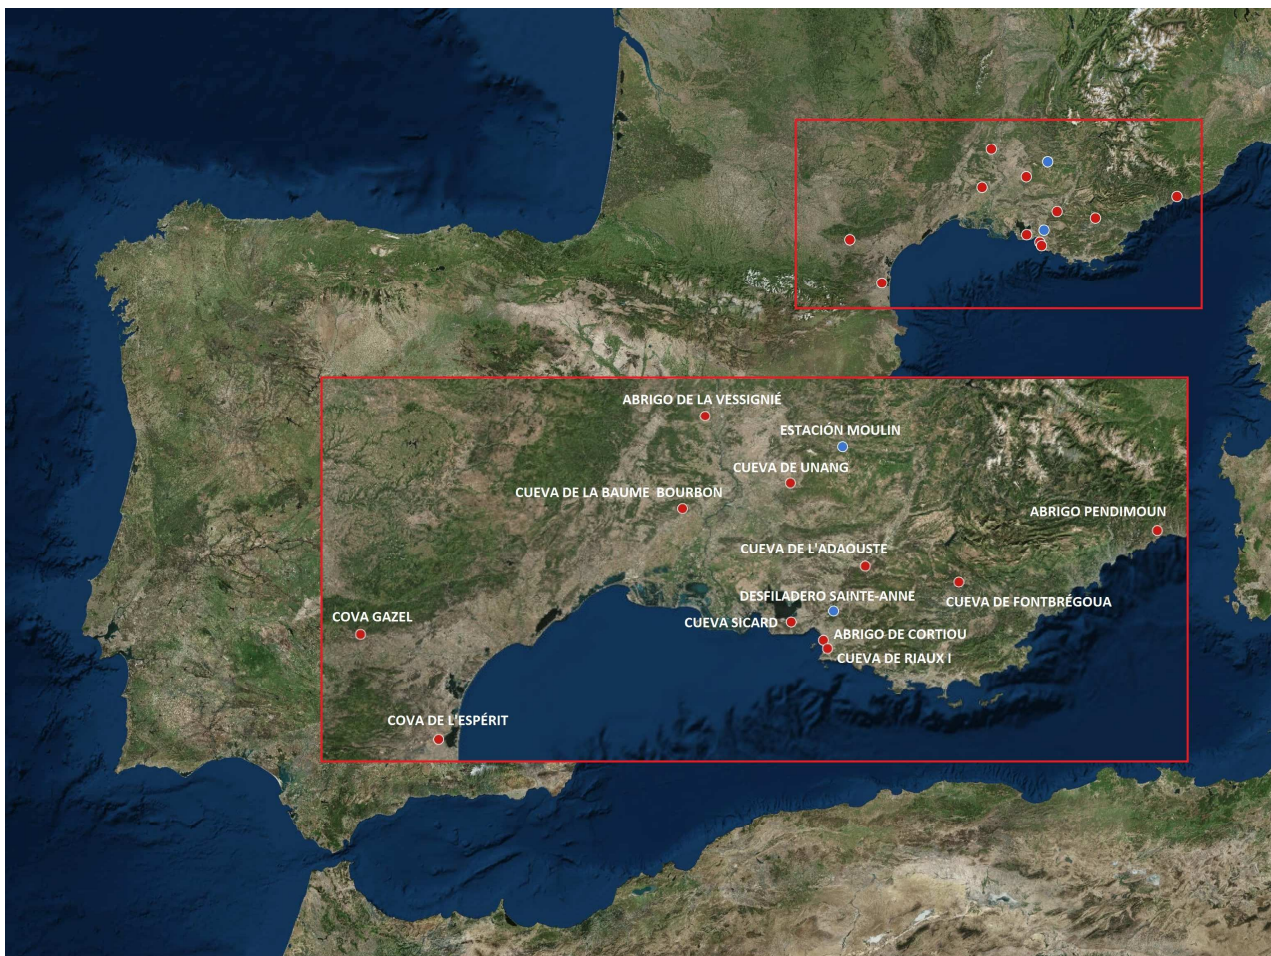 ABRIGO DE LA VESSIGNIÉ
ESTACIÓN MOULIN
CUEVA DE UNANG
CUEVA DE LA BAUME BOURBON
ABRIGO PENDIMOUN
CUEVA DE L'ADAOUSTE
DESFILADERO SAINTE-ANNE
CUEVA DE FONTBRÉGOUA
COVA GAZEL
CUEVA SICARD
ABRIGO DE CORTIOU
CUEVA DE RIAUX I
COVA DE L'ESPÉRIT